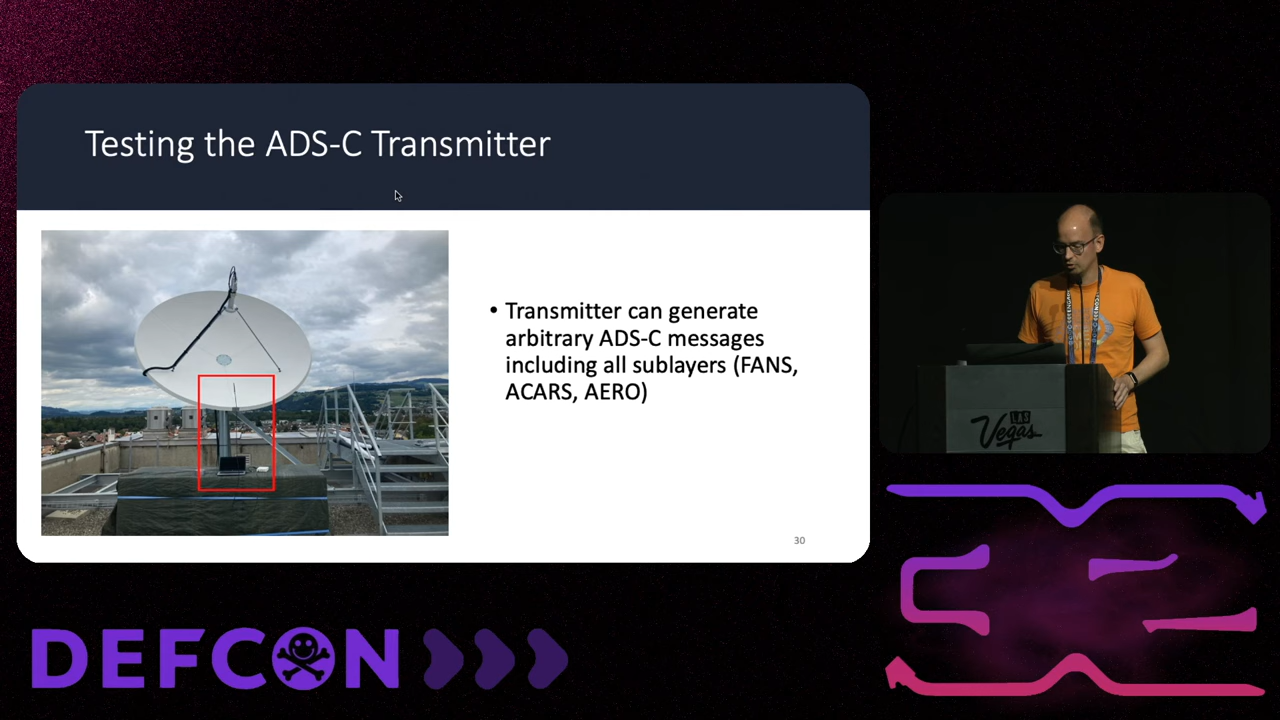 Testing the ADS-C Transmitter
• Transmitter can generate
arbitrary ADS-C messages
including all sublayers (FANS,
ACARS, AERO)
30
LAS
Vegas
DEFCON